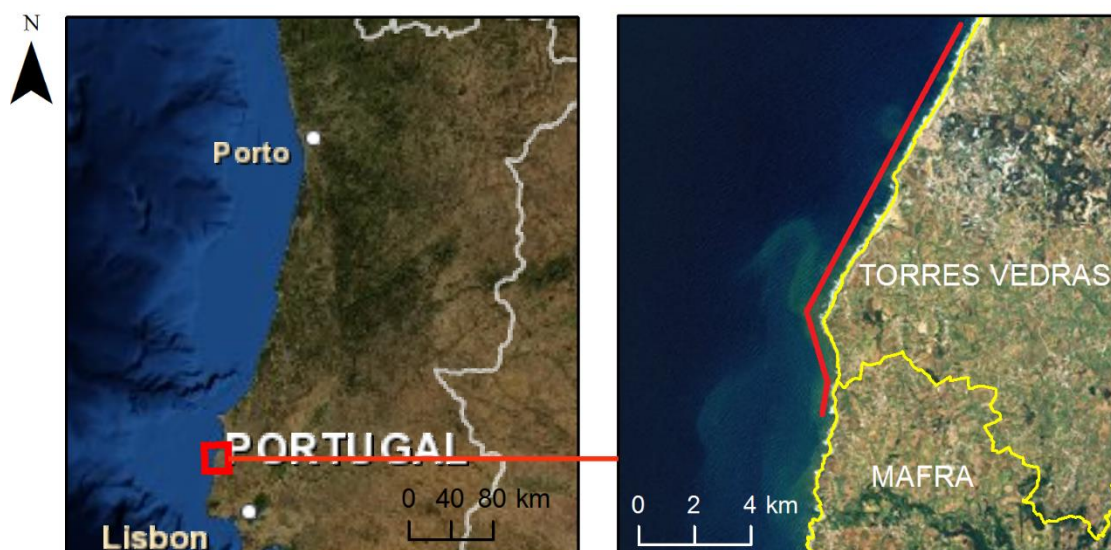 N
Porto
PORTUGAL
0 40 80 km
Lisbon
TORRES VEDRAS
MAFRA
0 2 4 km